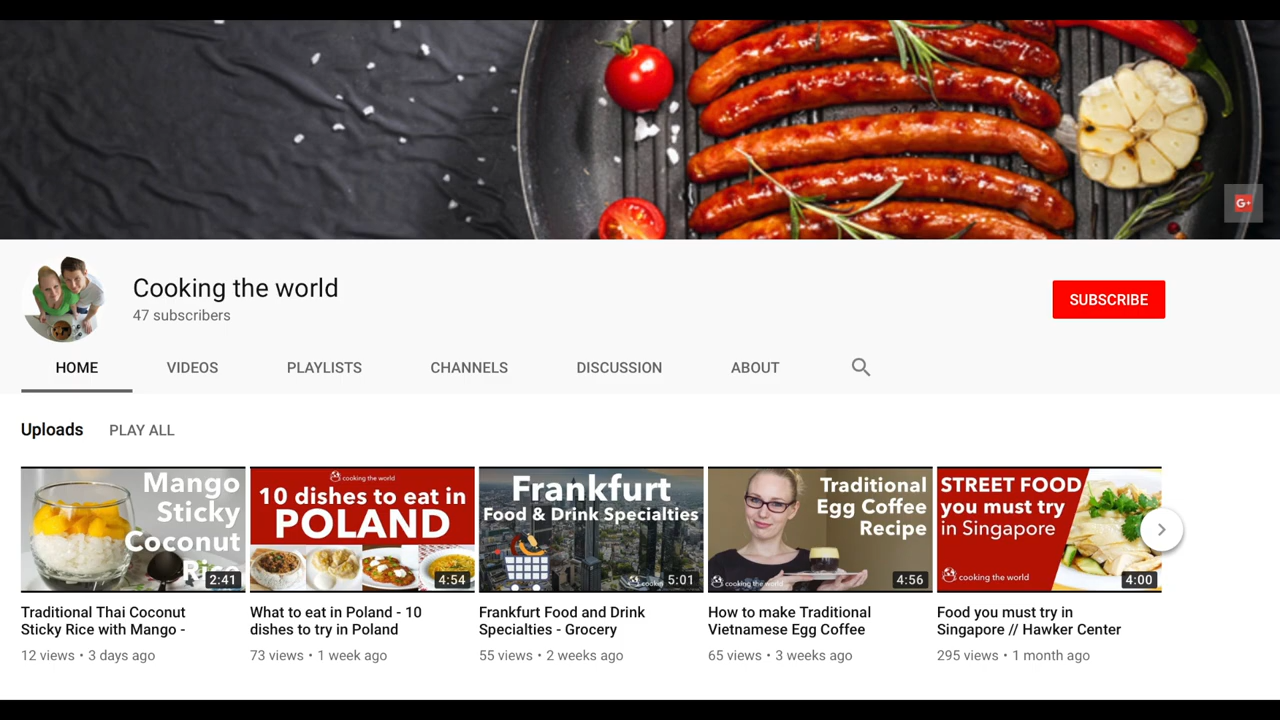 G+
Cooking the world
47 subscribers
SUBSCRIBE
HOME
VIDEOS
PLAYLISTS
CHANNELS
DISCUSSION
ABOUT
Uploads
PLAY ALL
Mango
Sticky
Coconut
Rice
2:41
Traditional Thai Coconut
Sticky Rice with Mango -
12 views • 3 days ago
cooking the world
10 dishes to eat in
POLAND
4:54
What to eat in Poland - 10
dishes to try in Poland
73 views • 1 week ago
Frankfurt
Food & Drink Specialties
5:01
Frankfurt Food and Drink
Specialties - Grocery
55 views • 2 weeks ago
Traditional
Egg Coffee
Recipe
cooking the world
4:56
How to make Traditional
Vietnamese Egg Coffee
65 views • 3 weeks ago
STREET FOOD
you must try
in Singapore
cooking the world
4:00
Food you must try in
Singapore // Hawker Center
295 views • 1 month ago